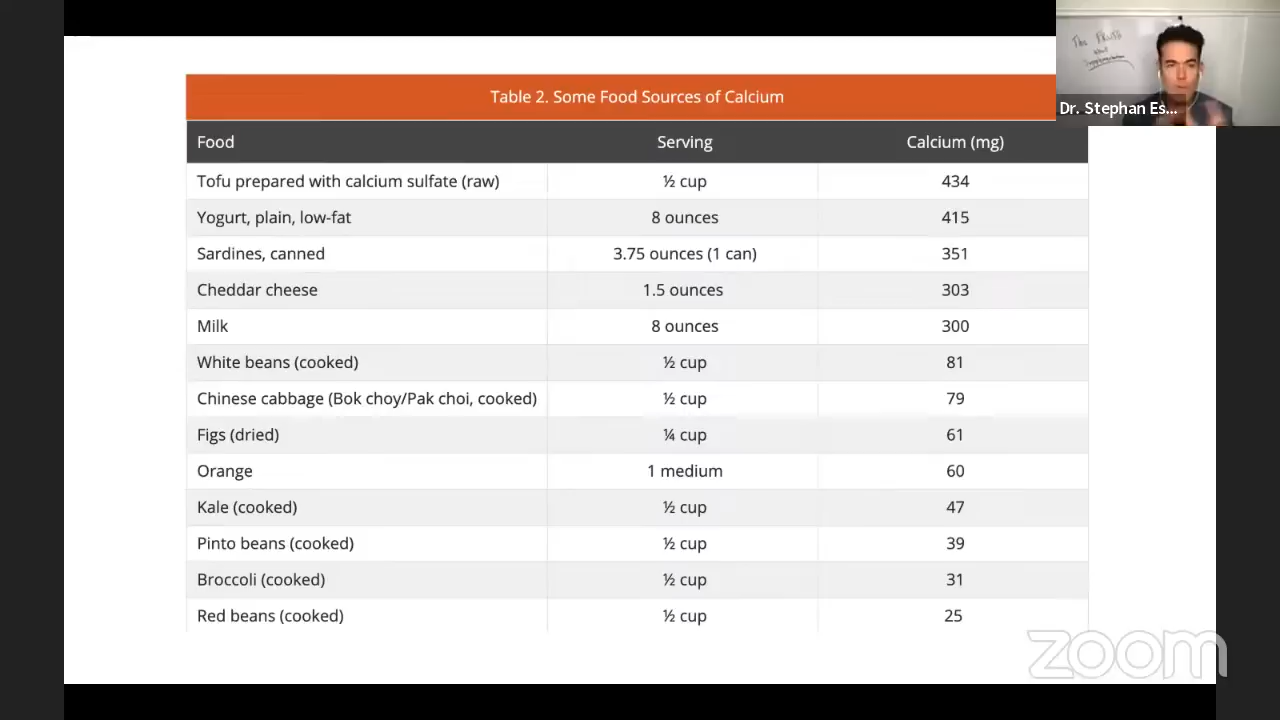 The TRUTH
Dr. Stephan Es...
Table 2. Some Food Sources of Calcium
Food Serving Calcium (mg)
Tofu prepared with calcium sulfate (raw) ½ cup 434
Yogurt, plain, low-fat 8 ounces 415
Sardines, canned 3.75 ounces (1 can) 351
Cheddar cheese 1.5 ounces 303
Milk 8 ounces 300
White beans (cooked) ½ cup 81
Chinese cabbage (Bok choy/Pak choi, cooked) ½ cup 79
Figs (dried) ¼ cup 61
Orange 1 medium 60
Kale (cooked) ½ cup 47
Pinto beans (cooked) ½ cup 39
Broccoli (cooked) ½ cup 31
Red beans (cooked) ½ cup 25
zoom